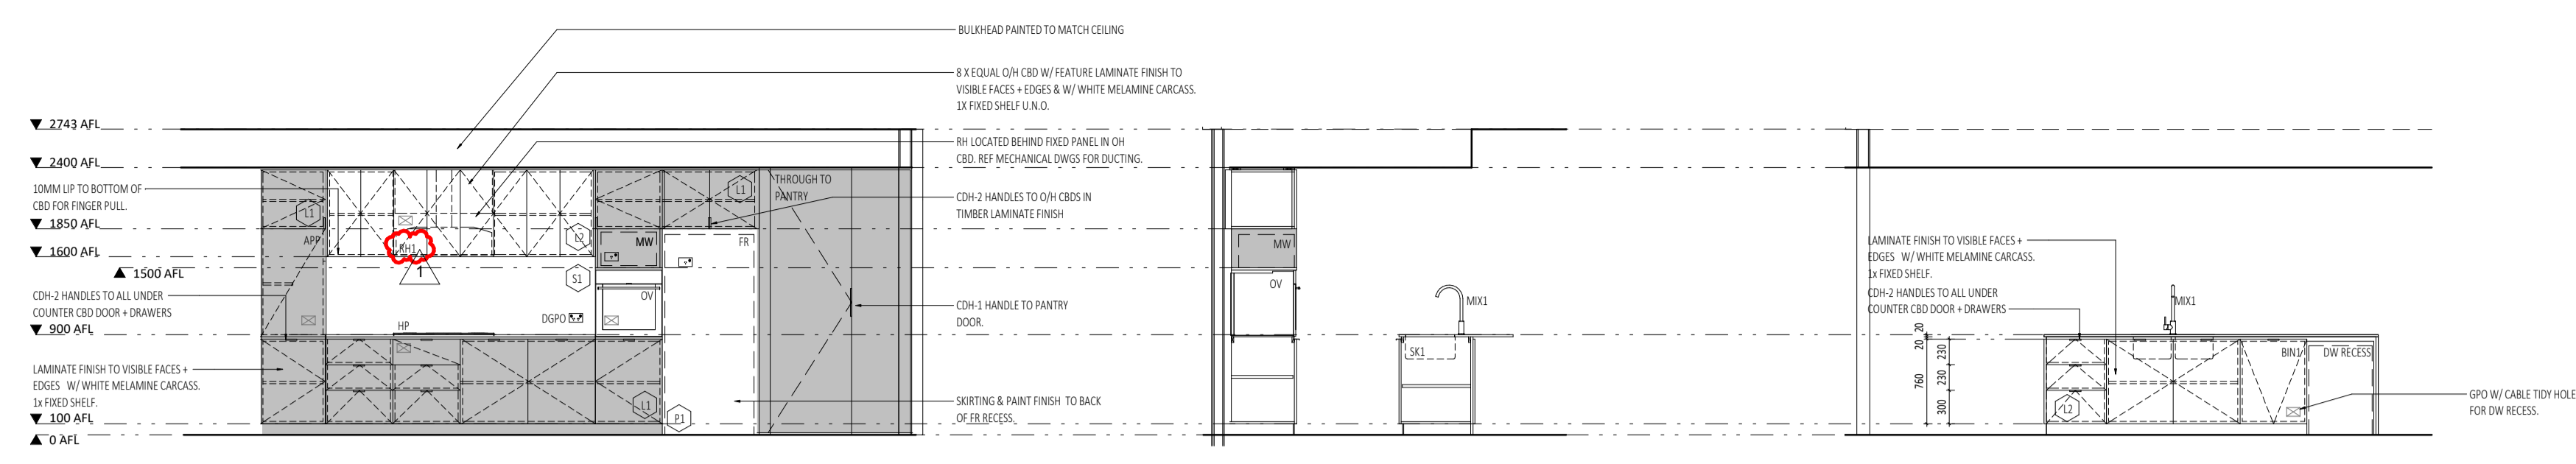 BULKHEAD PAINTED TO MATCH CEILING
8 X EQUAL O/H CBD W/ FEATURE LAMINATE FINISH TO
VISIBLE FACES + EDGES & W/ WHITE MELAMINE CARCASS.
1X FIXED SHELF U.N.O.
2743 AFL
RH LOCATED BEHIND FIXED PANEL IN OH
CBD. REF MECHANICAL DWGS FOR DUCTING.
2400 AFL
10MM LIP TO BOTTOM OF
CBD FOR FINGER PULL.
THROUGH TO
PANTRY
L1
L1
CDH-2 HANDLES TO O/H CBDS IN
TIMBER LAMINATE FINISH
1850 AFL
APP
RH1
L2
MW
FR
MW
1600 AFL
1500 AFL
1
S1
OV
OV
LAMINATE FINISH TO VISIBLE FACES +
EDGES W/ WHITE MELAMINE CARCASS.
1x FIXED SHELF.
CDH-2 HANDLES TO ALL UNDER
COUNTER CBD DOOR + DRAWERS
CDH-2 HANDLES TO ALL UNDER
COUNTER CBD DOOR + DRAWERS
CDH-1 HANDLE TO PANTRY
DOOR.
MIX1
MIX1
900 AFL
HP
DGPO
SK1
20
20
230
230
300
760
BIN1
DW RECESS
LAMINATE FINISH TO VISIBLE FACES +
EDGES W/ WHITE MELAMINE CARCASS.
1x FIXED SHELF.
L1
P1
SKIRTING & PAINT FINISH TO BACK
OF FR RECESS.
L2
GPO W/ CABLE TIDY HOLE
FOR DW RECESS.
100 AFL
0 AFL